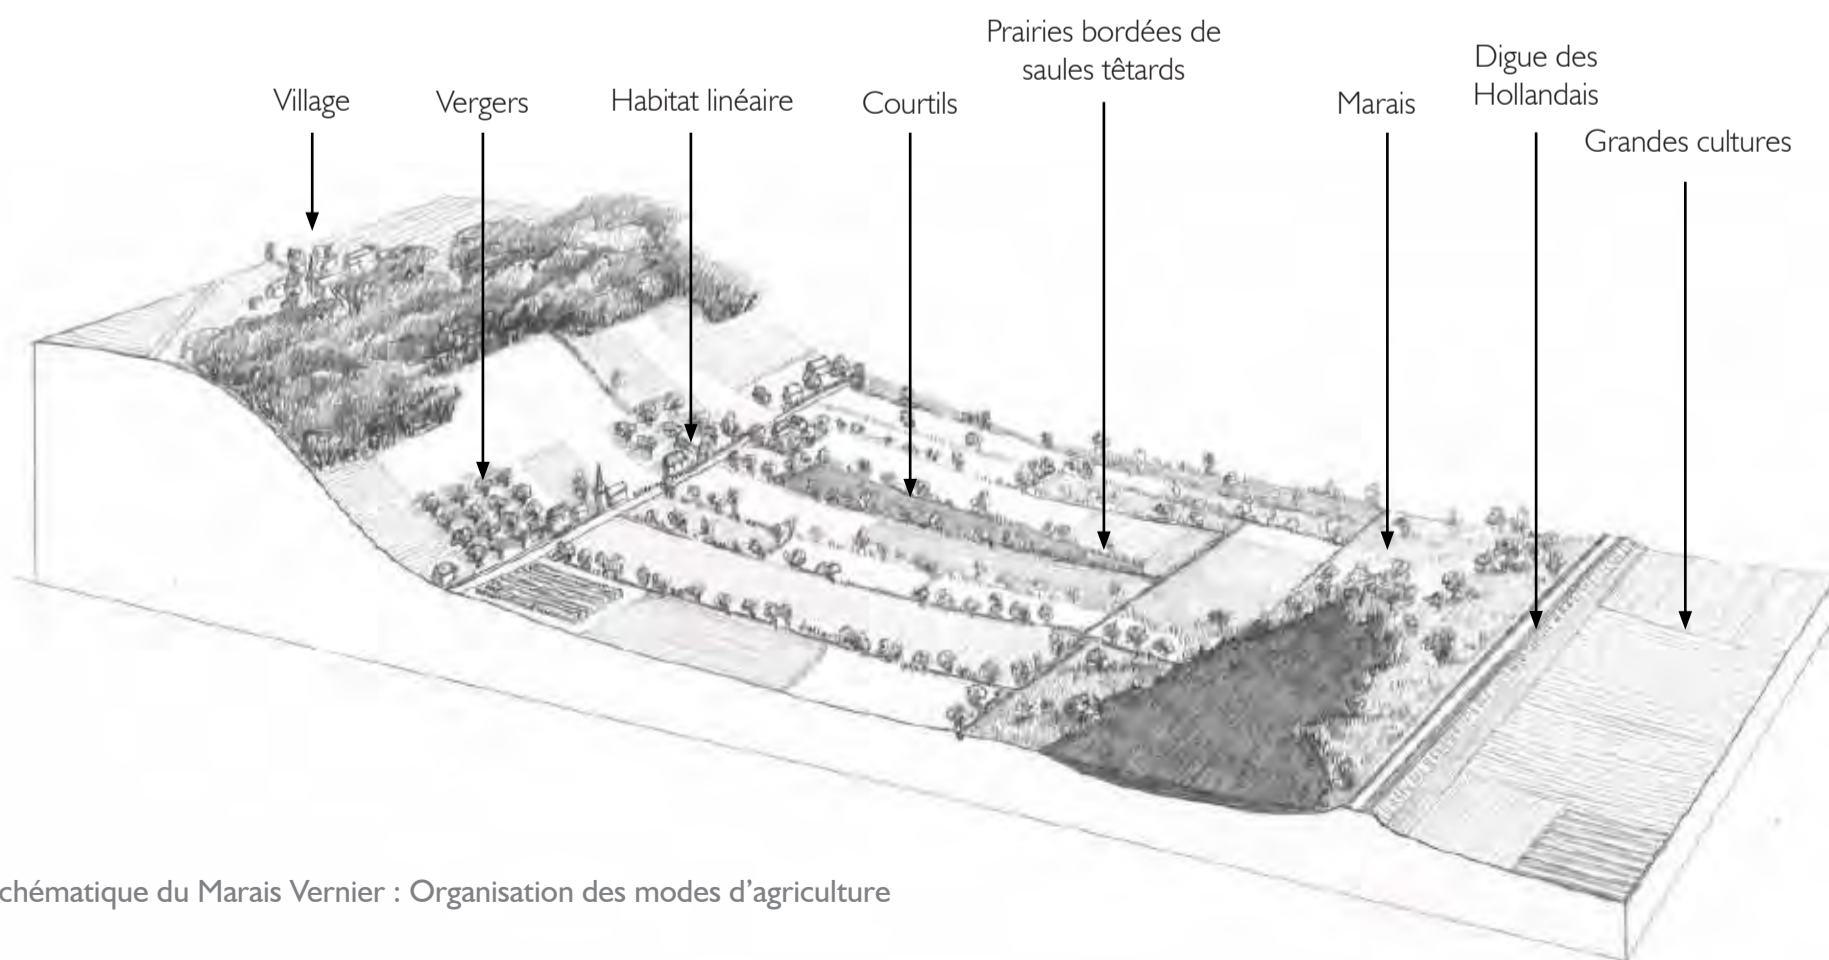 Prairies bordées de
saules têtards
Digue des
Hollandais
Village
Vergers
Habitat linéaire
Courtils
Marais
Grandes cultures
chématique du Marais Vernier : Organisation des modes d'agriculture